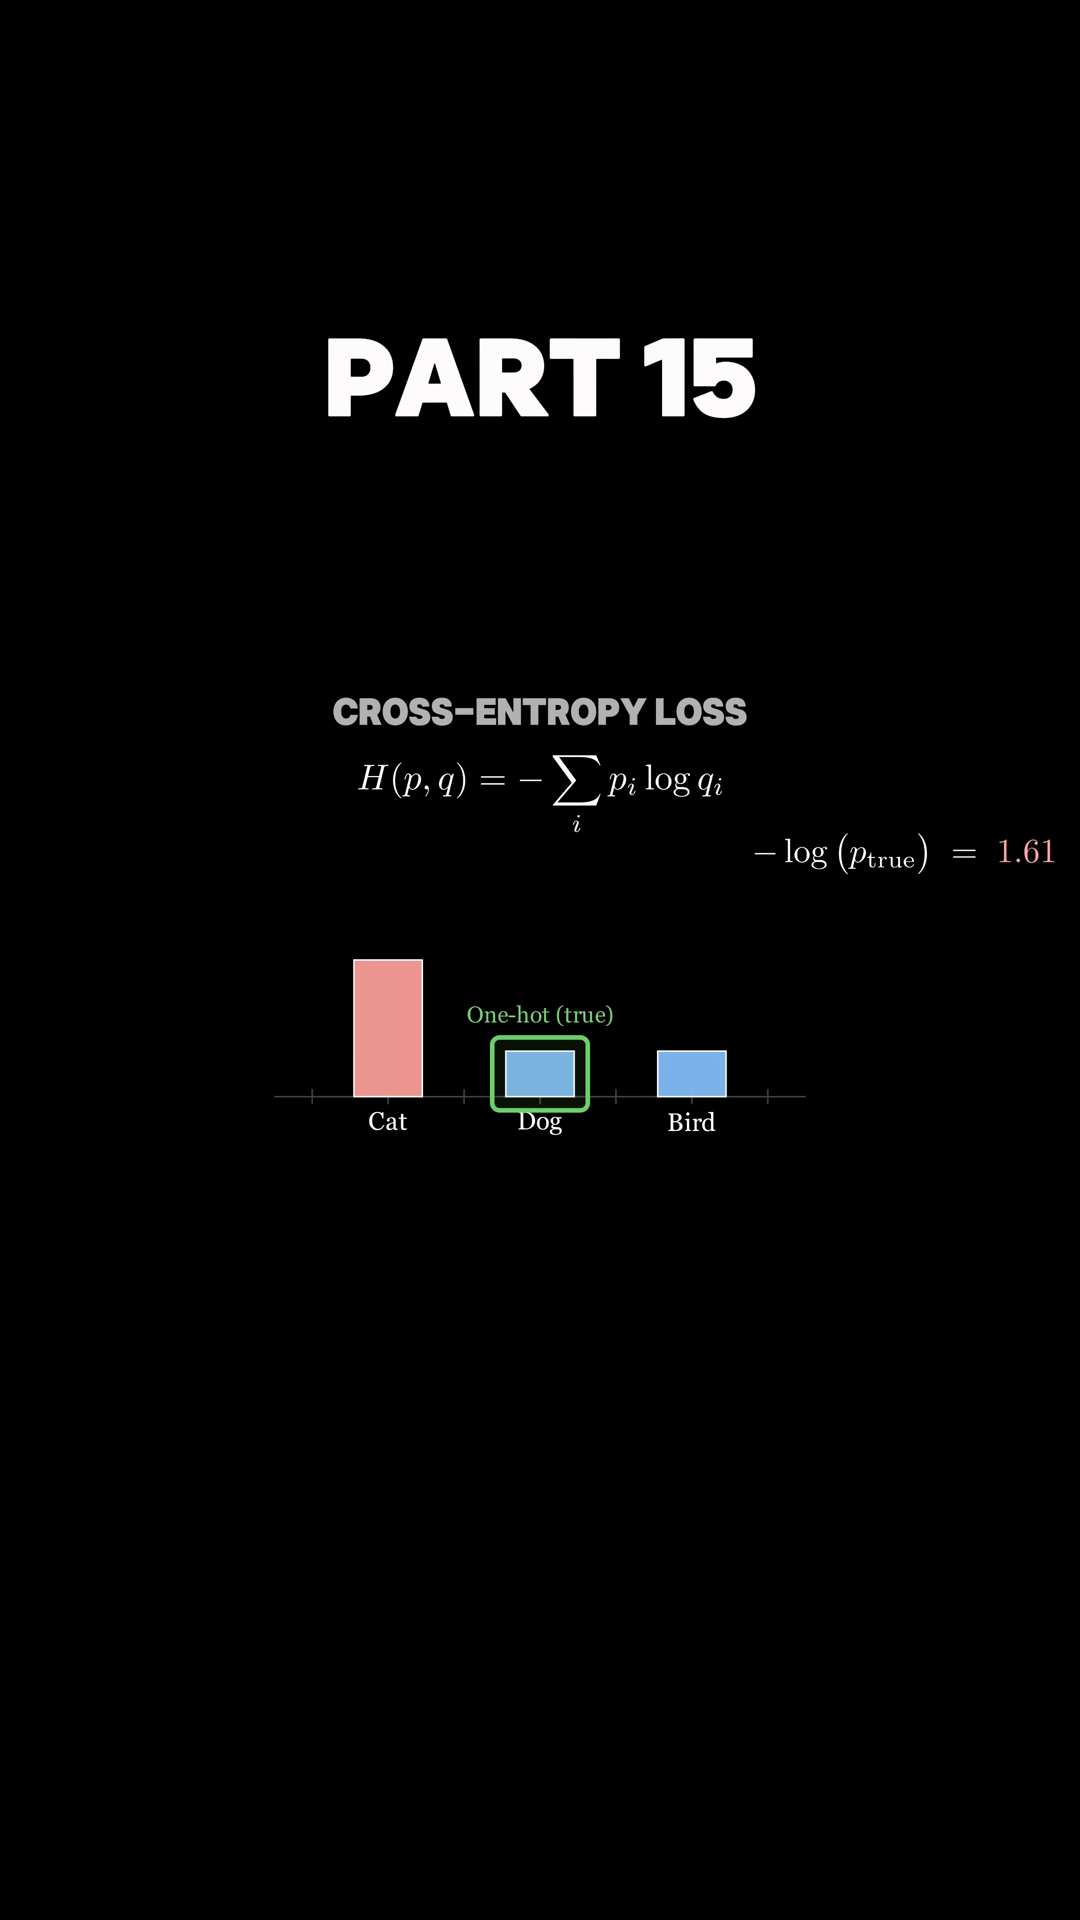 PART 15
CROSS-ENTROPY LOSS
H(p, q) = − ∑ᵢ pᵢ log qᵢ
− log (p_true) = 1.61
One-hot (true)
Cat Dog Bird